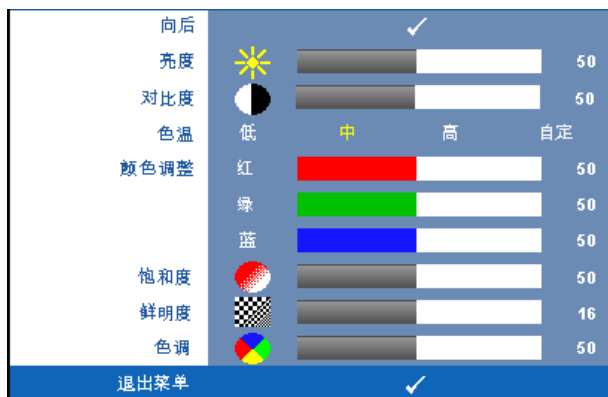 向后
亮度 50
对比度 50
色温 低 中 高 自定
颜色调整 红 50
绿 50
蓝 50
饱和度 50
鲜明度 16
色调 50
退出菜单